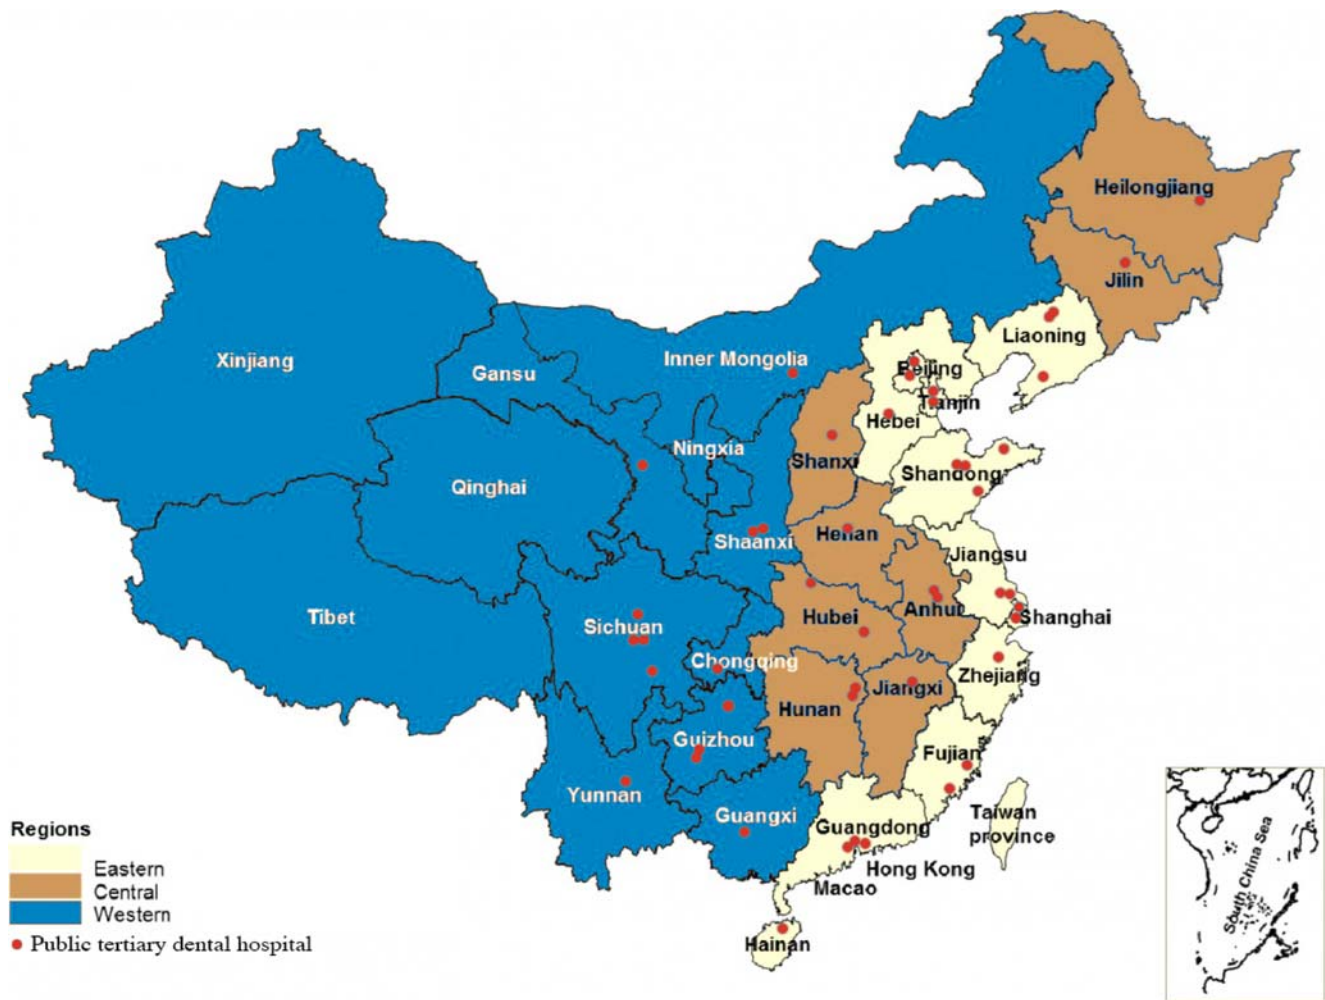 Heilongjiang
Jilin
Liaoning
Xinjiang
Inner Mongolia
Gansu
Beijing
Tianjin
Hebei
Ningxia
Shanxi
Shandong
Qinghai
Shaanxi
Henan
Jiangsu
Tibet
Sichuan
Hubei
Anhui
Shanghai
Chongqing
Zhejiang
Jiangxi
Hunan
Guizhou
Fujian
Yunnan
Guangxi
Guangdong
Taiwan
province
Hong Kong
Macao
Hainan
South China Sea
Regions
Eastern
Central
Western
Public tertiary dental hospital